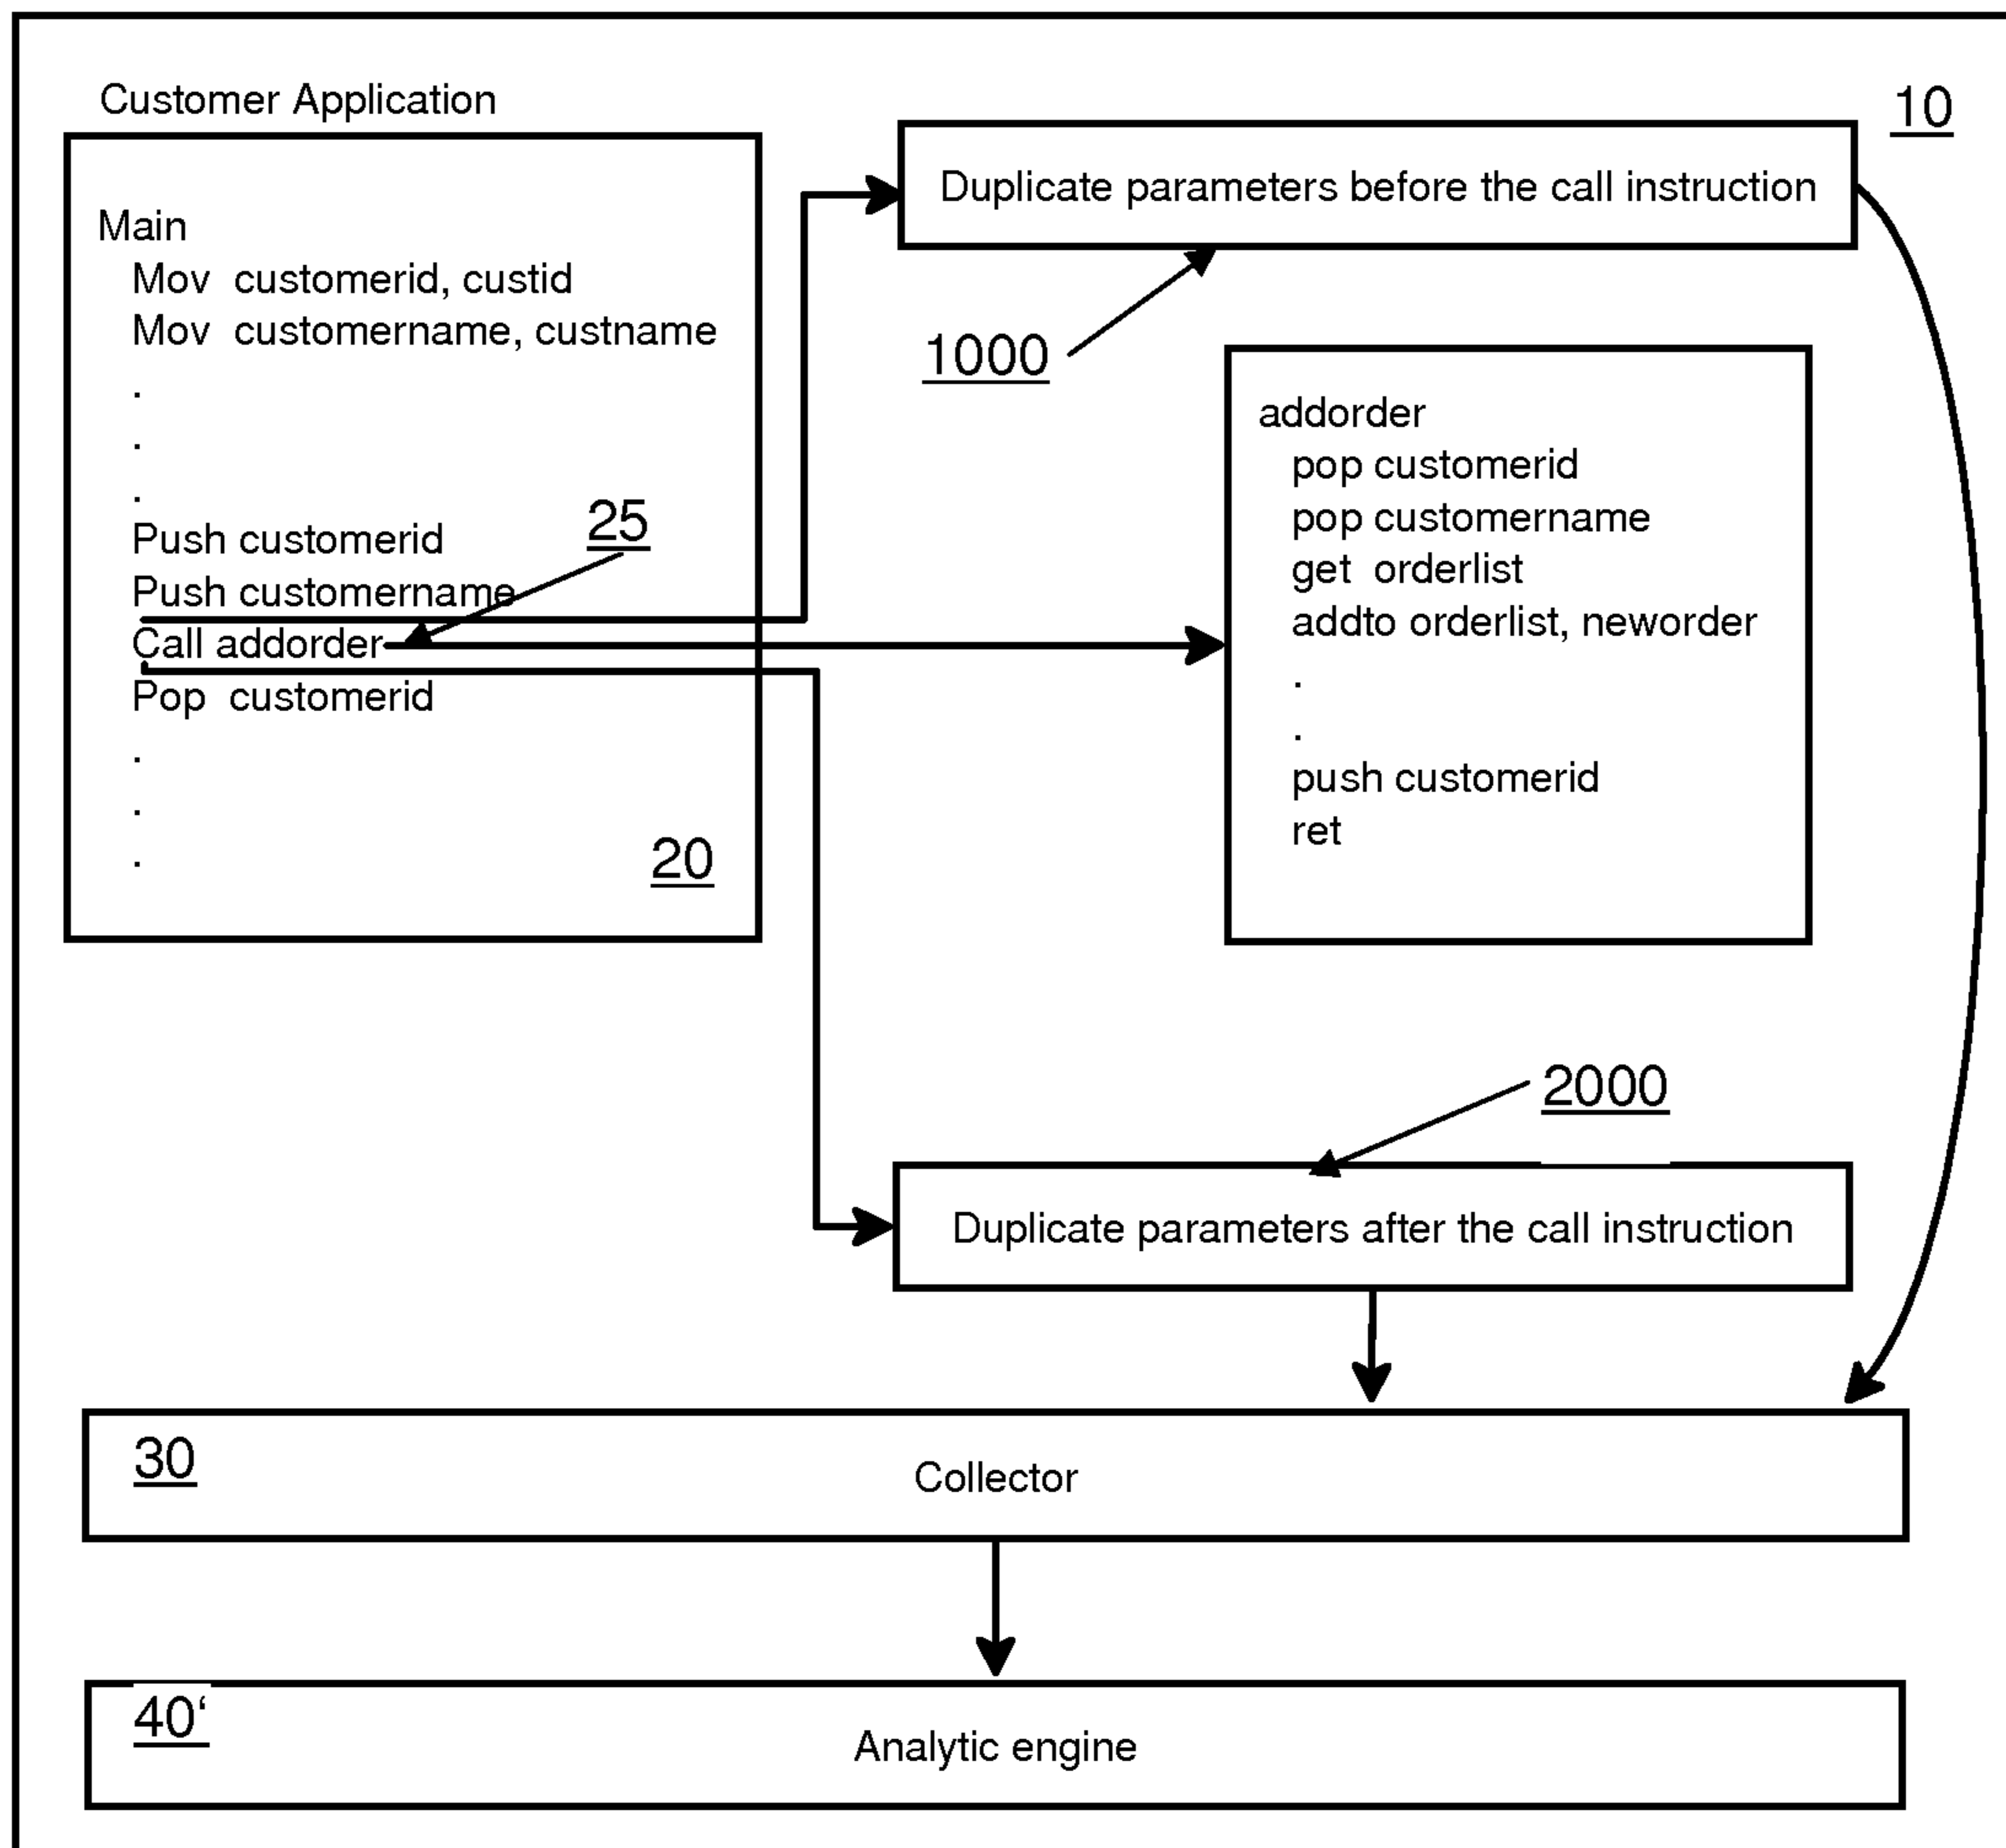 Customer Application
10
Main
Mov customerid, custid
Mov customername, custname
.
.
.
Push customerid
25
Push customername
Call addorder
Pop customerid
.
.
.
20
Duplicate parameters before the call instruction
1000
addorder
pop customerid
pop customername
get orderlist
addto orderlist, neworder
.
.
push customerid
ret
2000
Duplicate parameters after the call instruction
30
Collector
40‘
Analytic engine